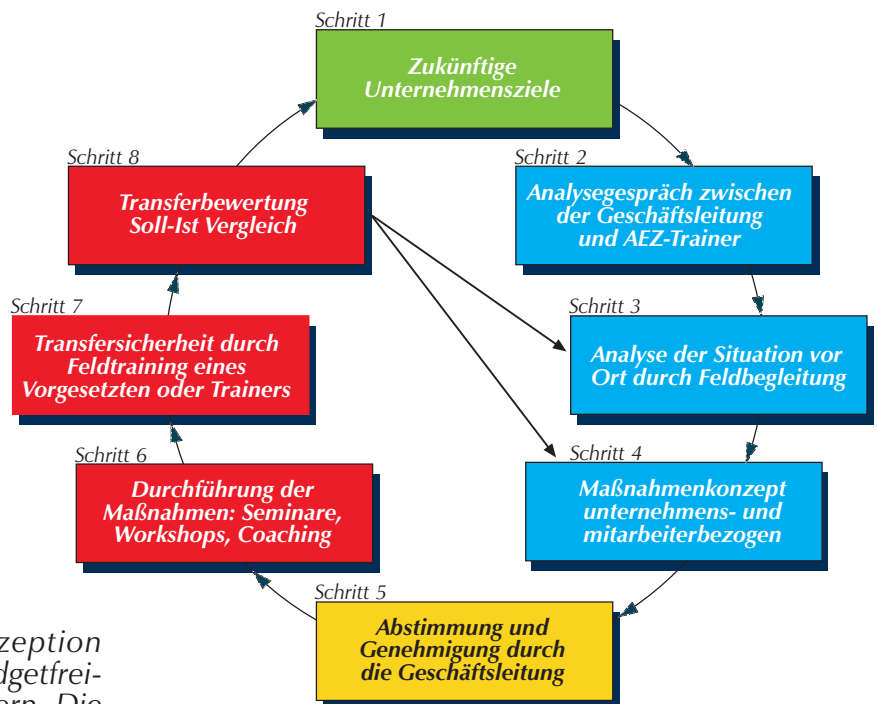 Schritt 1
Zukünftige
Unternehmensziele
Schritt 2
Analysegespräch zwischen
der Geschäftsleitung
und AEZ-Trainer
Schritt 3
Analyse der Situation vor
Ort durch Feldbegleitung
Schritt 4
Maßnahmenkonzept
unternehmens- und
mitarbeiterbezogen
Schritt 5
Abstimmung und
Genehmigung durch
die Geschäftsleitung
Schritt 6
Durchführung der
Maßnahmen: Seminare,
Workshops, Coaching
Schritt 7
Transfersicherheit durch
Feldtraining eines
Vorgesetzten oder Trainers
Schritt 8
Transferbewertung
Soll-Ist Vergleich
zeption
dgetfrei-
ern. Die